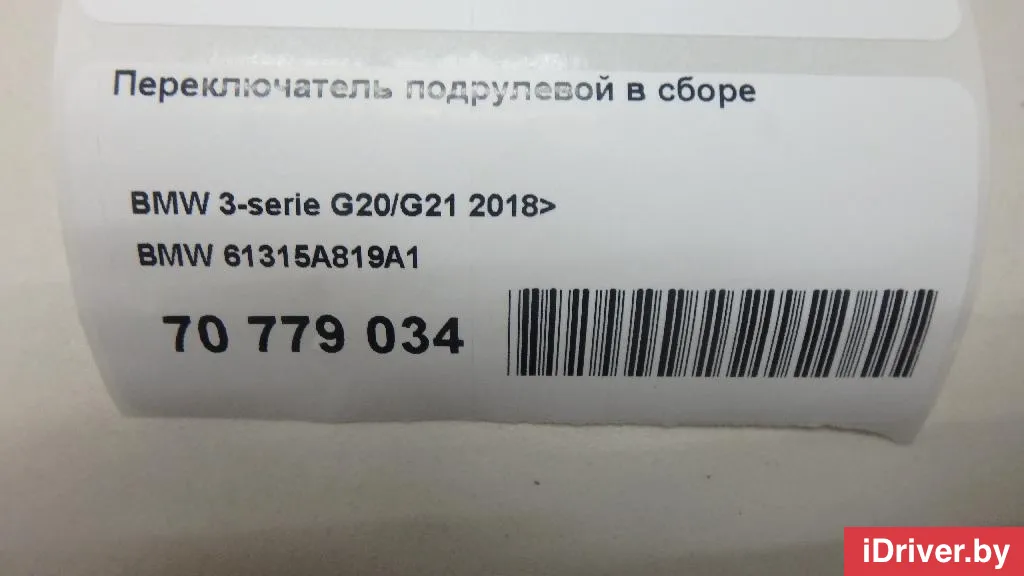 Переключатель подрулевой в сборе
BMW 3-serie G20/G21 2018>
BMW 61315A819A1
70 779 034
iDriver.by